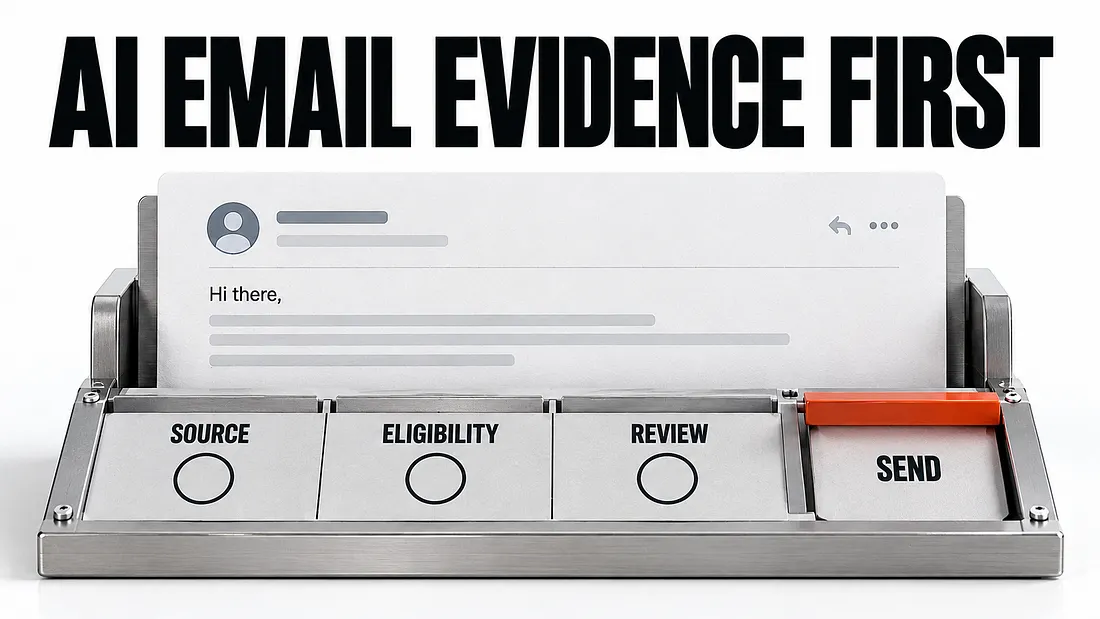 AI EMAIL EVIDENCE FIRST
Hi there,
SOURCE
ELIGIBILITY
REVIEW
SEND